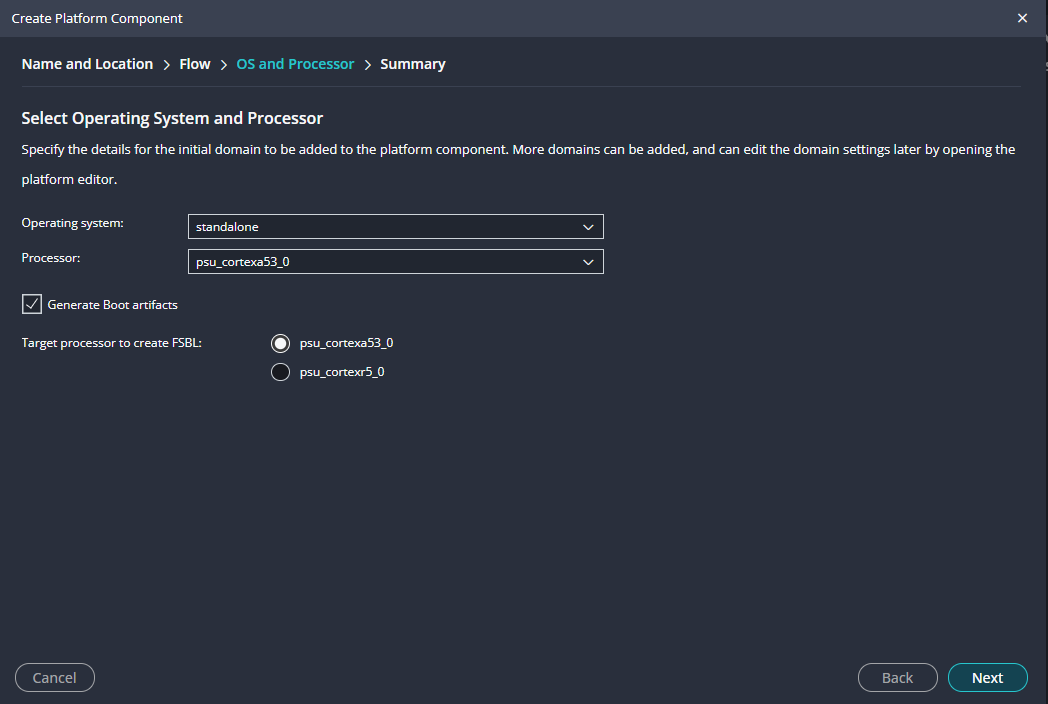 Create Platform Component
Name and Location > Flow > OS and Processor > Summary
Select Operating System and Processor
Specify the details for the initial domain to be added to the platform component. More domains can be added, and can edit the domain settings later by opening the
platform editor.
Operating system: standalone
Processor: psu_cortexa53_0
Generate Boot artifacts
Target processor to create FSBL: psu_cortexa53_0
psu_cortexr5_0
Cancel Back Next